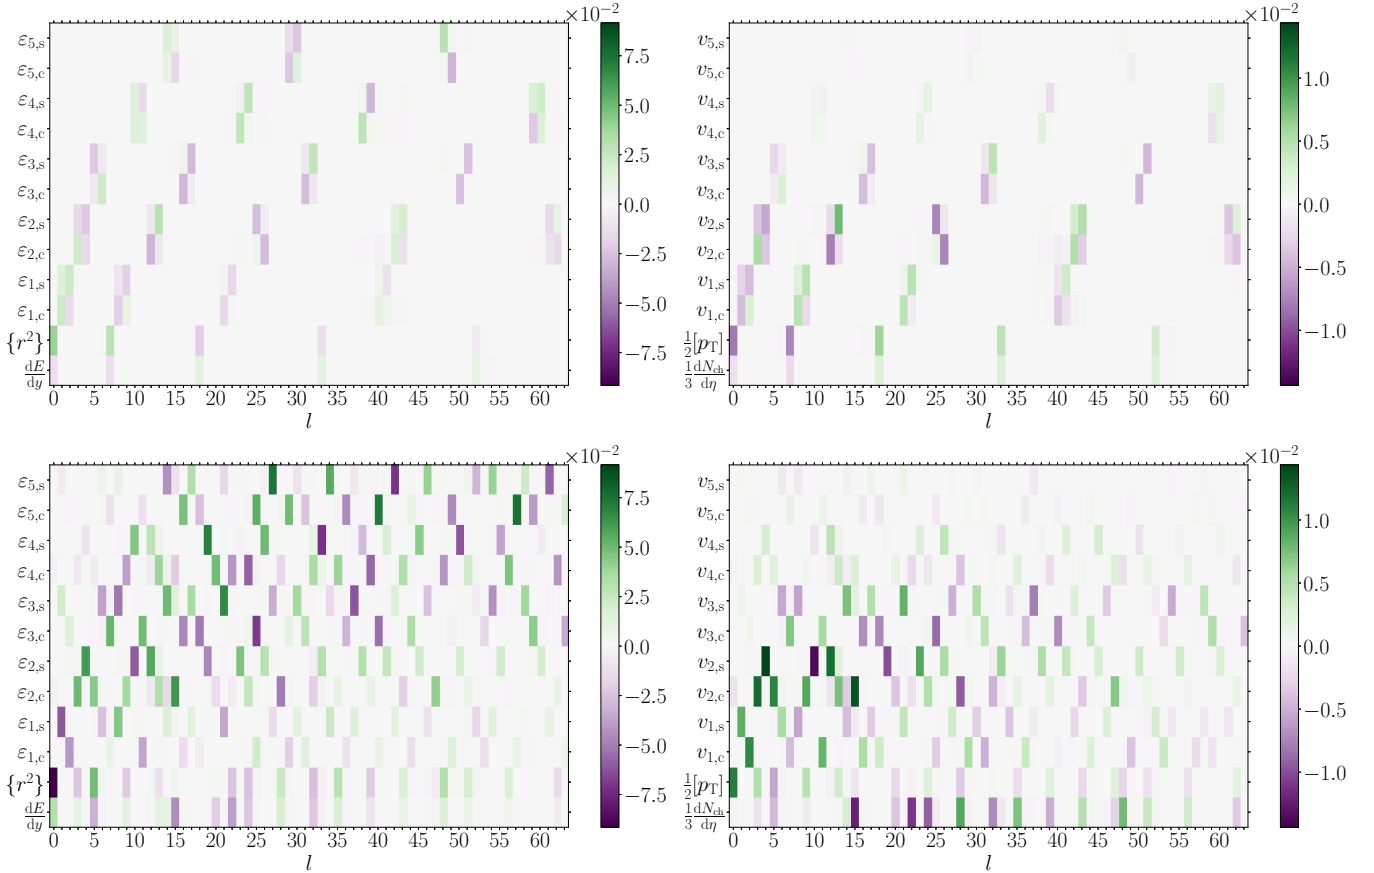 ×10⁻²
ε5,s
ε5,c
ε4,s
ε4,c
ε3,s
ε3,c
ε2,s
ε2,c
ε1,s
ε1,c
{r²}
dE/dy
0 5 10 15 20 25 30 35 40 45 50 55 60
l
7.5
5.0
2.5
0.0
−2.5
−5.0
−7.5
×10⁻²
v5,s
v5,c
v4,s
v4,c
v3,s
v3,c
v2,s
v2,c
v1,s
v1,c
1/2[pT]
1/3 dNch/dη
0 5 10 15 20 25 30 35 40 45 50 55 60
l
1.0
0.5
0.0
−0.5
−1.0
×10⁻²
ε5,s
ε5,c
ε4,s
ε4,c
ε3,s
ε3,c
ε2,s
ε2,c
ε1,s
ε1,c
{r²}
dE/dy
0 5 10 15 20 25 30 35 40 45 50 55 60
l
7.5
5.0
2.5
0.0
−2.5
−5.0
−7.5
×10⁻²
v5,s
v5,c
v4,s
v4,c
v3,s
v3,c
v2,s
v2,c
v1,s
v1,c
1/2[pT]
1/3 dNch/dη
0 5 10 15 20 25 30 35 40 45 50 55 60
l
1.0
0.5
0.0
−0.5
−1.0